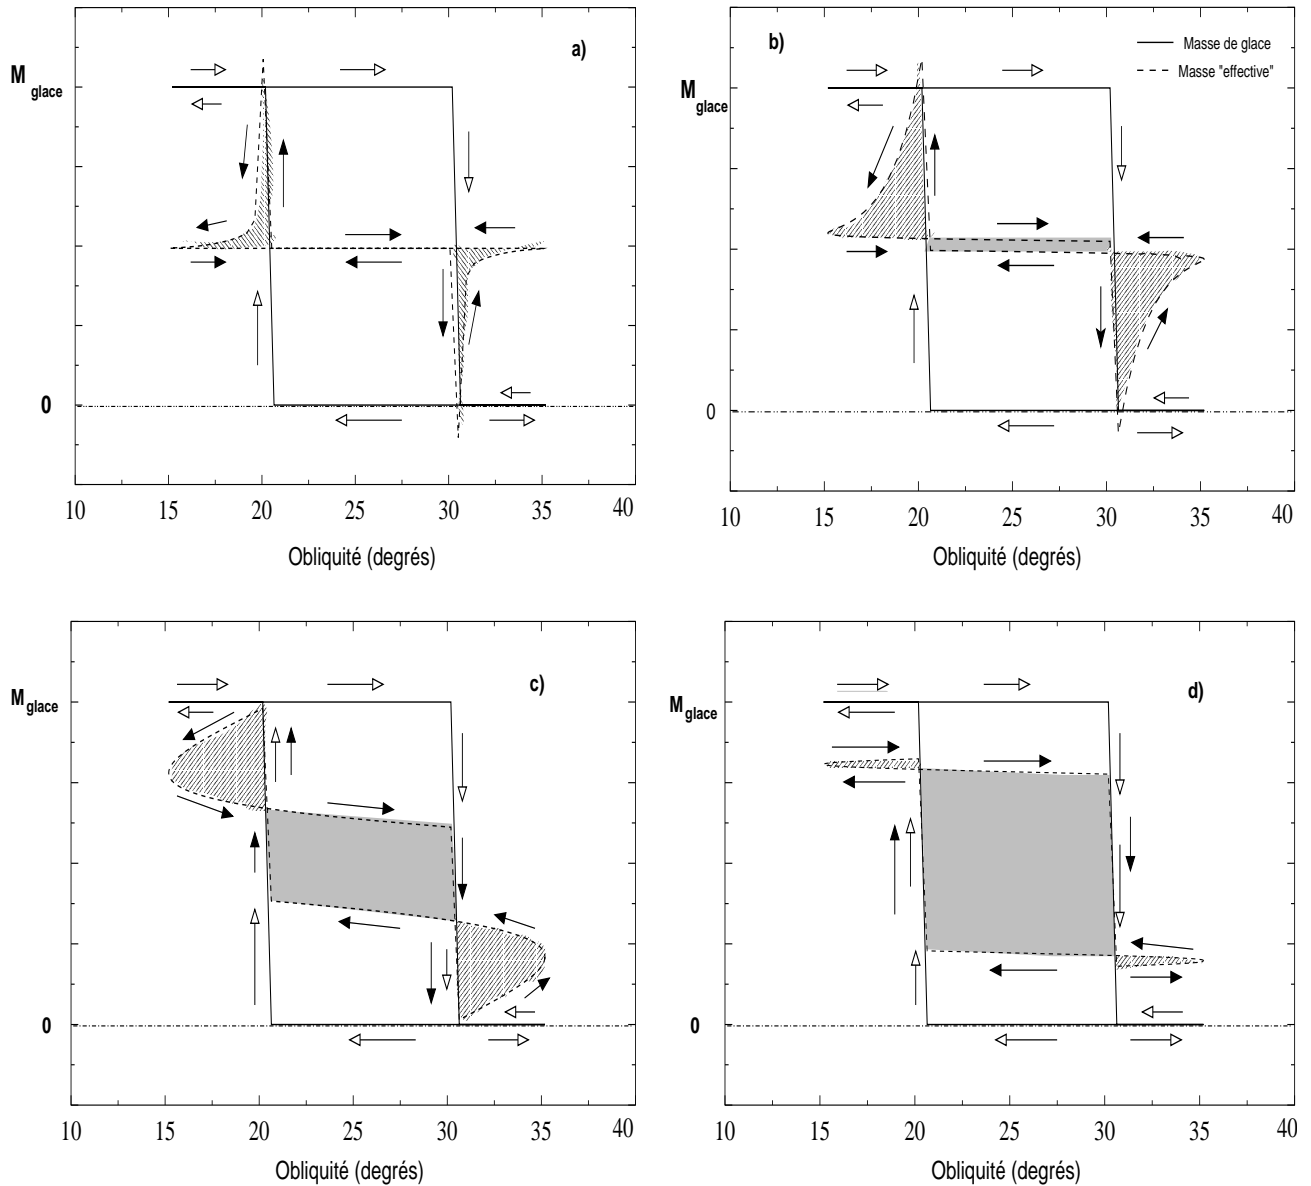 a)
M glace
0
10 15 20 25 30 35 40
Obliquité (degrés)
b)
Masse de glace
Masse "effective"
M glace
0
10 15 20 25 30 35 40
Obliquité (degrés)
c)
M glace
0
10 15 20 25 30 35 40
Obliquité (degrés)
d)
M glace
0
10 15 20 25 30 35 40
Obliquité (degrés)